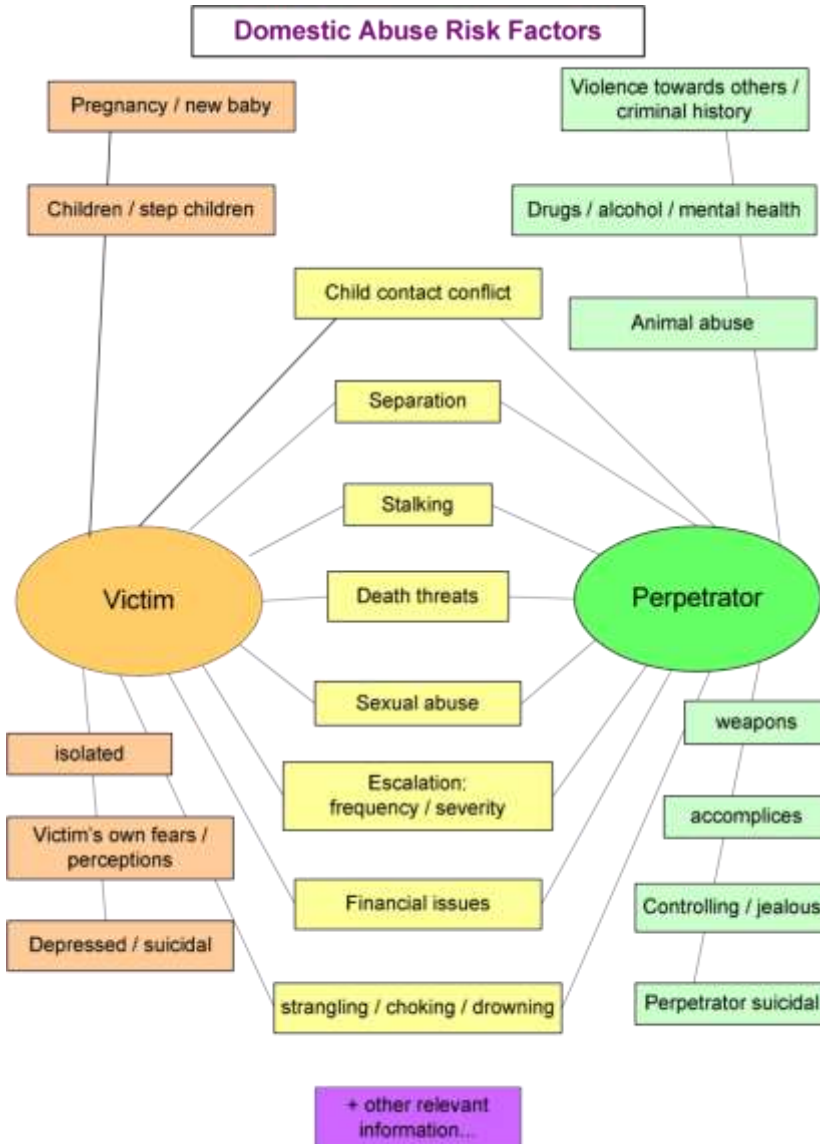 Domestic Abuse Risk Factors
Pregnancy / new baby
Violence towards others /
criminal history
Children / step children
Drugs / alcohol / mental health
Child contact conflict
Animal abuse
Separation
Stalking
Victim
Death threats
Perpetrator
Sexual abuse
weapons
isolated
Escalation:
frequency / severity
accomplices
Victim's own fears /
perceptions
Financial issues
Controlling / jealous
Depressed / suicidal
strangling / choking / drowning
Perpetrator suicidal
+ other relevant
information...